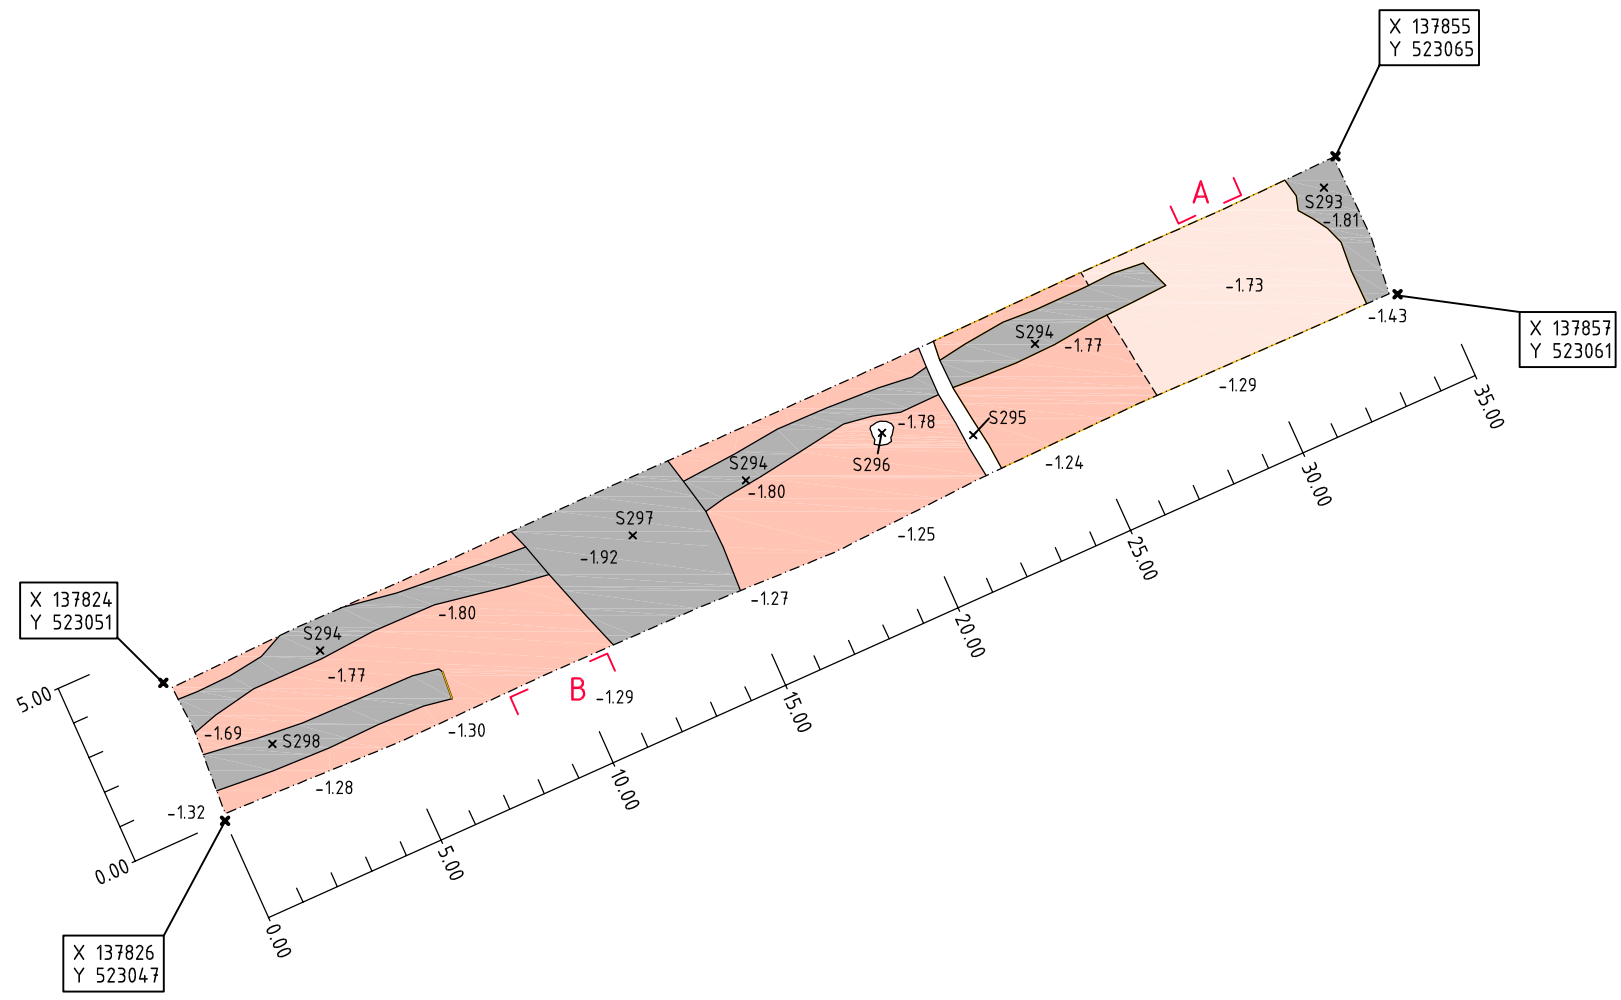 X 137855
Y 523065
A
S293
-1.81
-1.73
-1.43
X 137857
Y 523061
S294
-1.77
-1.29
35.00
-1.78
S295
S296
-1.24
30.00
S294
-1.80
S297
-1.92
-1.25
25.00
X 137824
Y 523051
-1.80
-1.27
20.00
S294
-1.77
B
-1.29
15.00
5.00
-1.69
S298
-1.30
-1.28
10.00
-1.32
0.00
5.00
0.00
X 137826
Y 523047